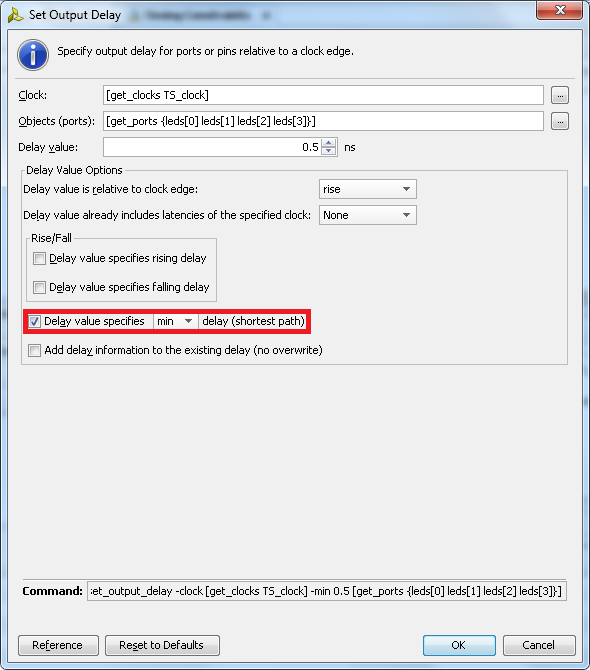 Set Output Delay
Specify output delay for ports or pins relative to a clock edge.
Clock: [get_clocks TS_clock] ...
Objects (ports): [get_ports {leds[0] leds[1] leds[2] leds[3]}] ...
Delay value: 0.5 ns
Delay Value Options
Delay value is relative to clock edge: rise
Delay value already includes latencies of the specified clock: None
Rise/Fall
Delay value specifies rising delay
Delay value specifies falling delay
Delay value specifies min delay (shortest path)
Add delay information to the existing delay (no overwrite)
Command: set_output_delay -clock [get_clocks TS_clock] -min 0.5 [get_ports {leds[0] leds[1] leds[2] leds[3]}]
Reference Reset to Defaults OK Cancel